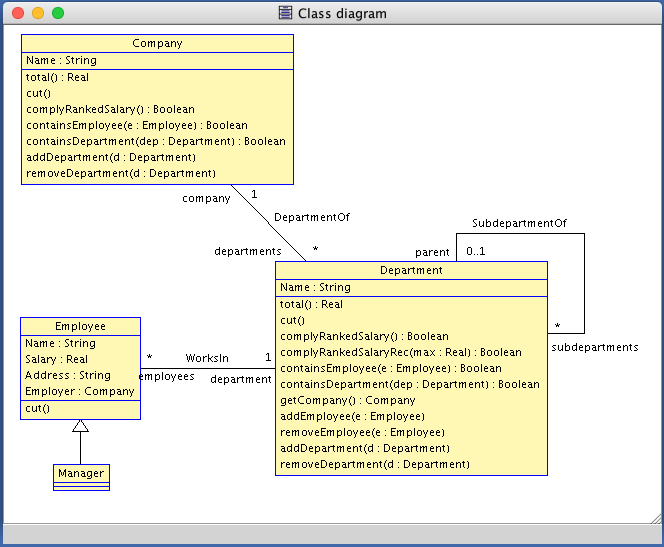 Class diagram
Company
Name : String
total() : Real
cut()
complyRankedSalary() : Boolean
containsEmployee(e : Employee) : Boolean
containsDepartment(dep : Department) : Boolean
addDepartment(d : Department)
removeDepartment(d : Department)
company
1
DepartmentOf
departments
*
SubdepartmentOf
parent
0..1
*
subdepartments
Department
Name : String
total() : Real
cut()
complyRankedSalary() : Boolean
complyRankedSalaryRec(max : Real) : Boolean
containsEmployee(e : Employee) : Boolean
containsDepartment(dep : Department) : Boolean
getCompany() : Company
addEmployee(e : Employee)
removeEmployee(e : Employee)
addDepartment(d : Department)
removeDepartment(d : Department)
Employee
Name : String
Salary : Real
Address : String
Employer : Company
cut()
*
WorksIn
1
employees
department
Manager